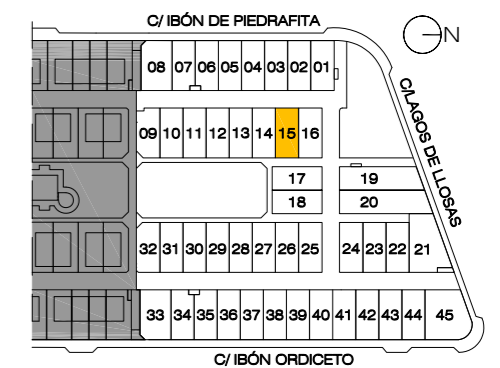 C/ IBÓN DE PIEDRAFITA
N
08 07 06 05 04 03 02 01
C/LAGOS DE LLOSAS
09 10 11 12 13 14 15 16
17 19
18 20
32 31 30 29 28 27 26 25 24 23 22 21
33 34 35 36 37 38 39 40 41 42 43 44 45
C/ IBÓN ORDICETO